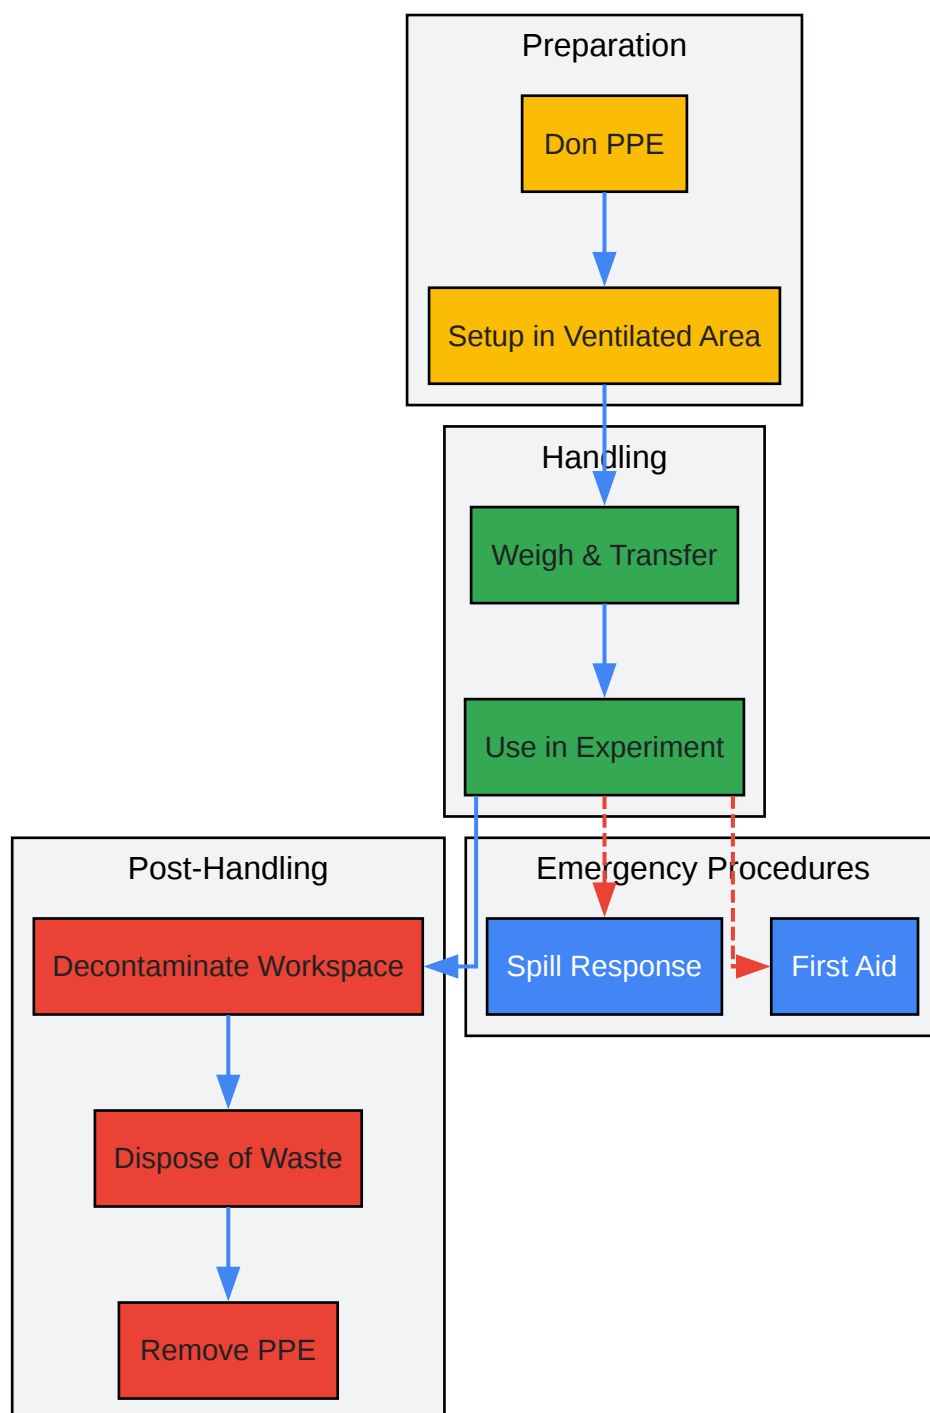 Preparation
Don PPE
Setup in Ventilated Area
Handling
Weigh & Transfer
Use in Experiment
Post-Handling
Decontaminate Workspace
Dispose of Waste
Remove PPE
Emergency Procedures
Spill Response
First Aid